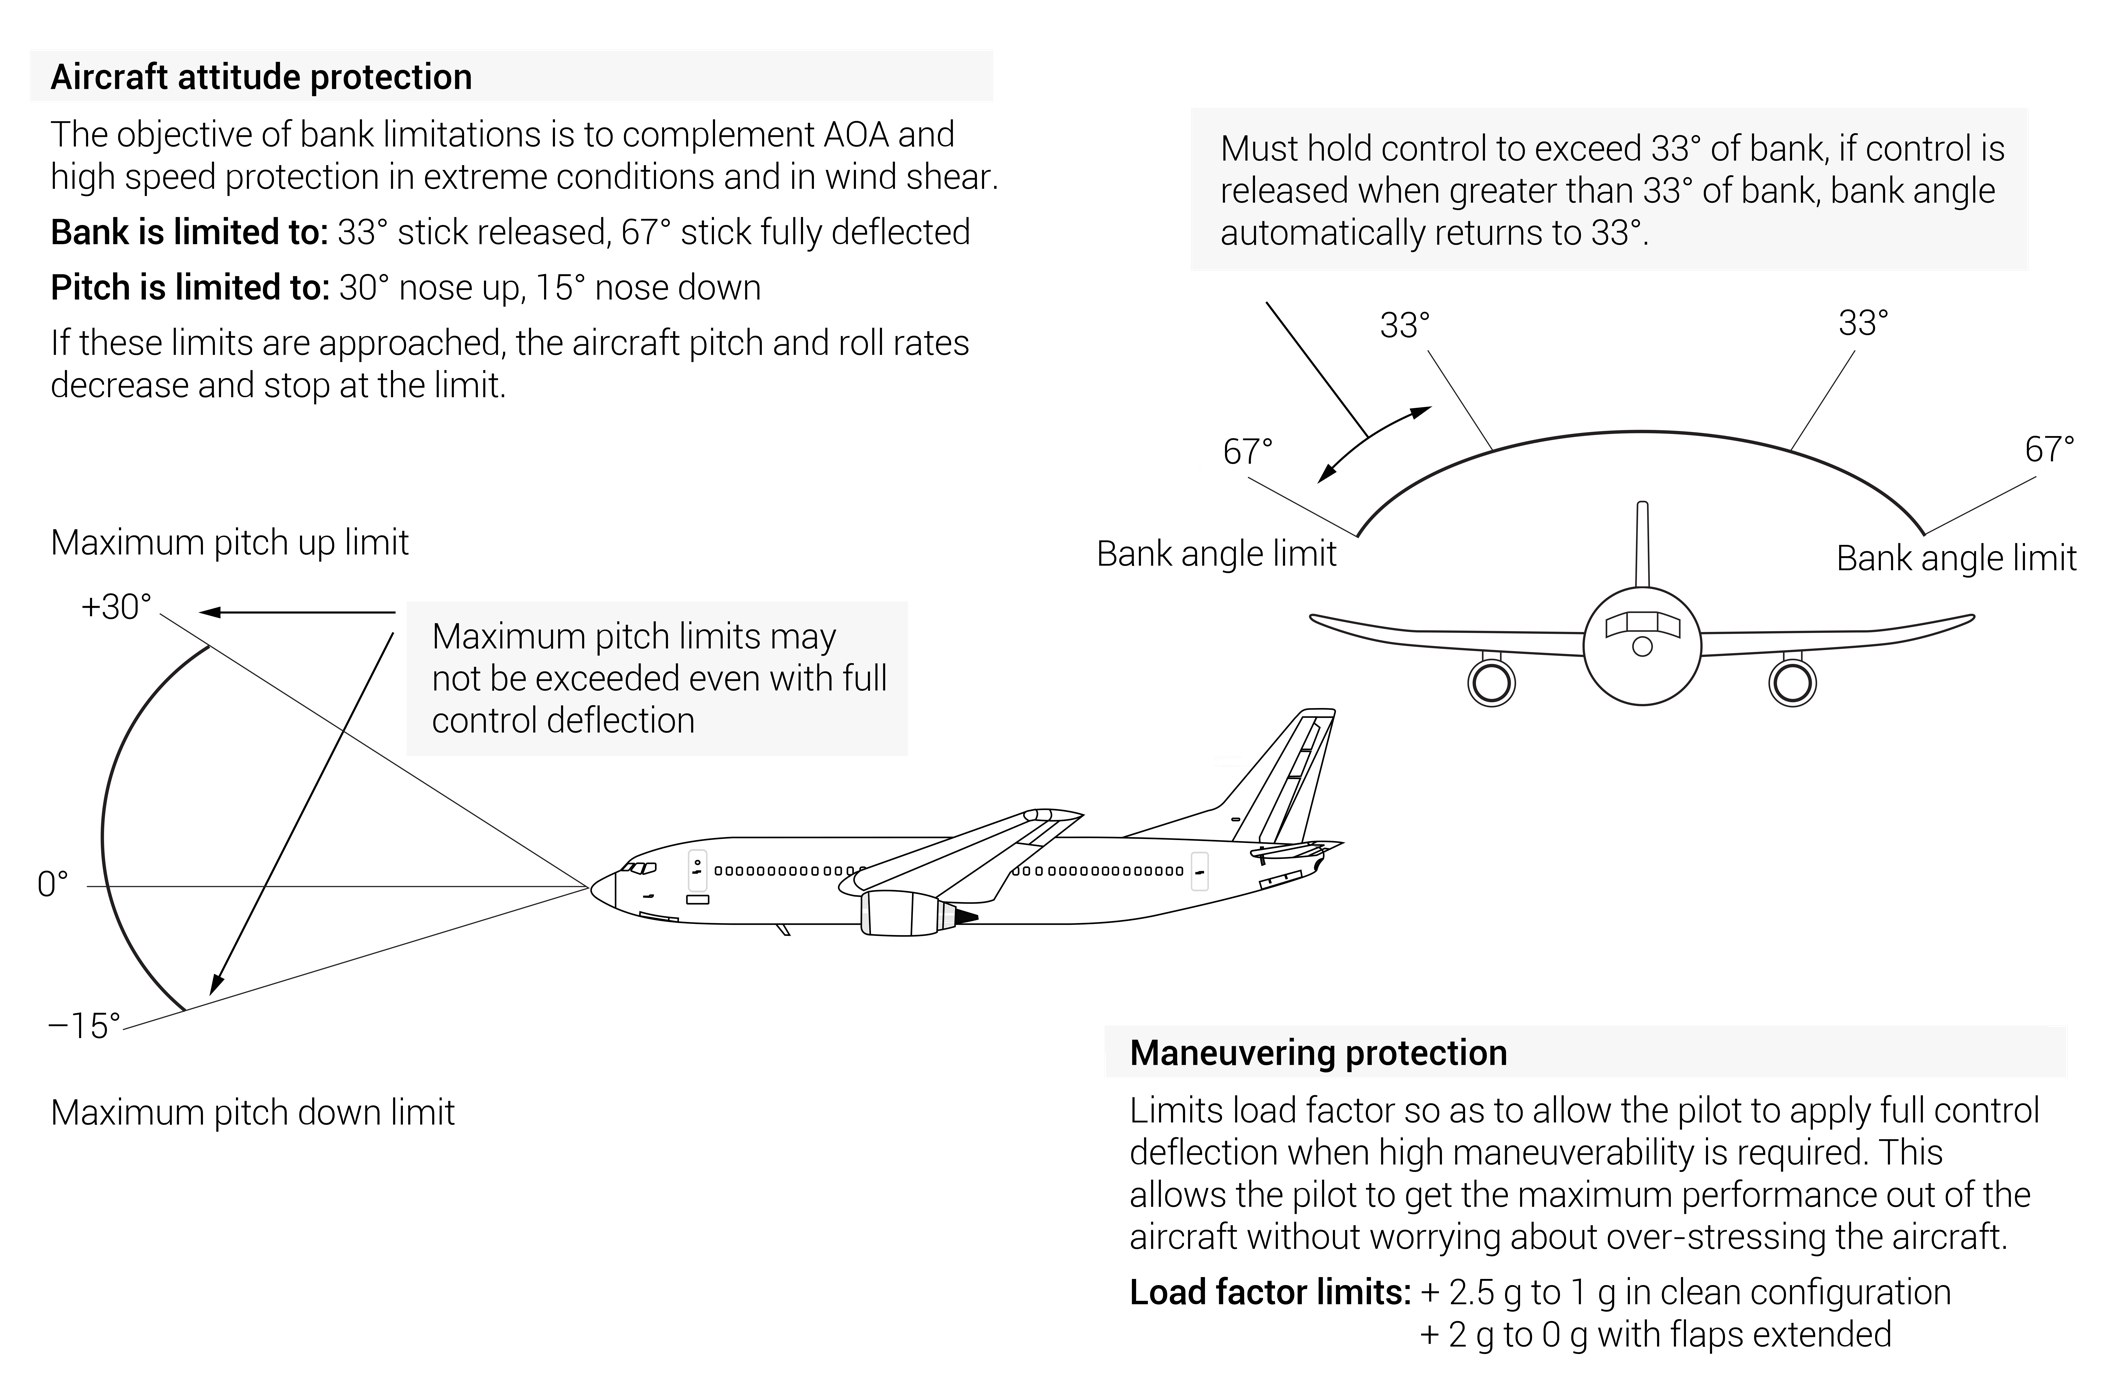 Aircraft attitude protection
The objective of bank limitations is to complement AOA and
high speed protection in extreme conditions and in wind shear.
Bank is limited to: 33° stick released, 67° stick fully deflected
Pitch is limited to: 30° nose up, 15° nose down
If these limits are approached, the aircraft pitch and roll rates
decrease and stop at the limit.
Must hold control to exceed 33° of bank, if control is
released when greater than 33° of bank, bank angle
automatically returns to 33°.
33°
33°
67°
67°
Bank angle limit
Bank angle limit
Maximum pitch up limit
+30°
Maximum pitch limits may
not be exceeded even with full
control deflection
0°
–15°
Maximum pitch down limit
Maneuvering protection
Limits load factor so as to allow the pilot to apply full control
deflection when high maneuverability is required. This
allows the pilot to get the maximum performance out of the
aircraft without worrying about over-stressing the aircraft.
Load factor limits: + 2.5 g to 1 g in clean configuration
+ 2 g to 0 g with flaps extended